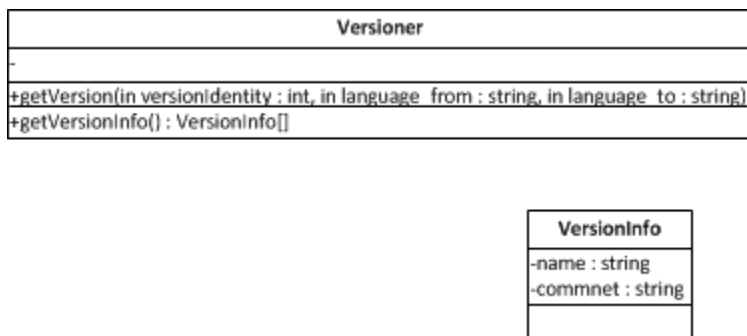 Versioner
-
+getVersion(in versionIdentity : int, in language_from : string, in language_to : string)
+getVersionInfo() : VersionInfo[]
VersionInfo
-name : string
-commnet : string